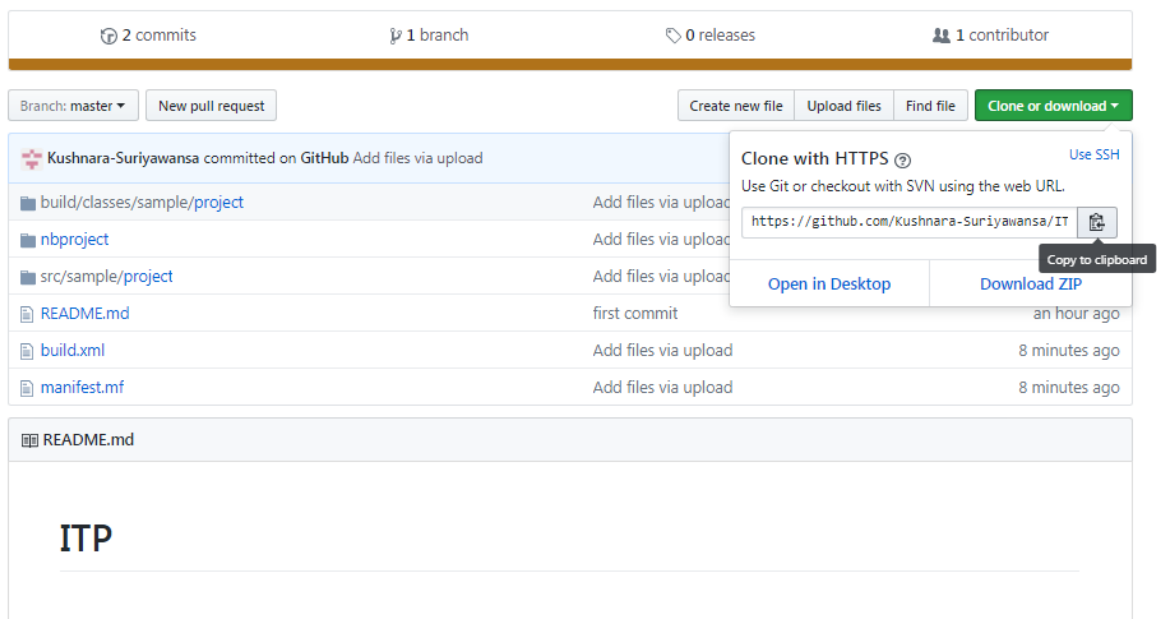 2 commits 1 branch 0 releases 1 contributor
Branch: master New pull request Create new file Upload files Find file Clone or download
Kushnara-Suriyawansa committed on GitHub Add files via upload
Clone with HTTPS Use SSH
Use Git or checkout with SVN using the web URL.
https://github.com/Kushnara-Suriyawansa/IT
Copy to clipboard
Open in Desktop Download ZIP
build/classes/sample/project Add files via upload
nbproject Add files via upload
src/sample/project Add files via upload
README.md first commit an hour ago
build.xml Add files via upload 8 minutes ago
manifest.mf Add files via upload 8 minutes ago
README.md
ITP